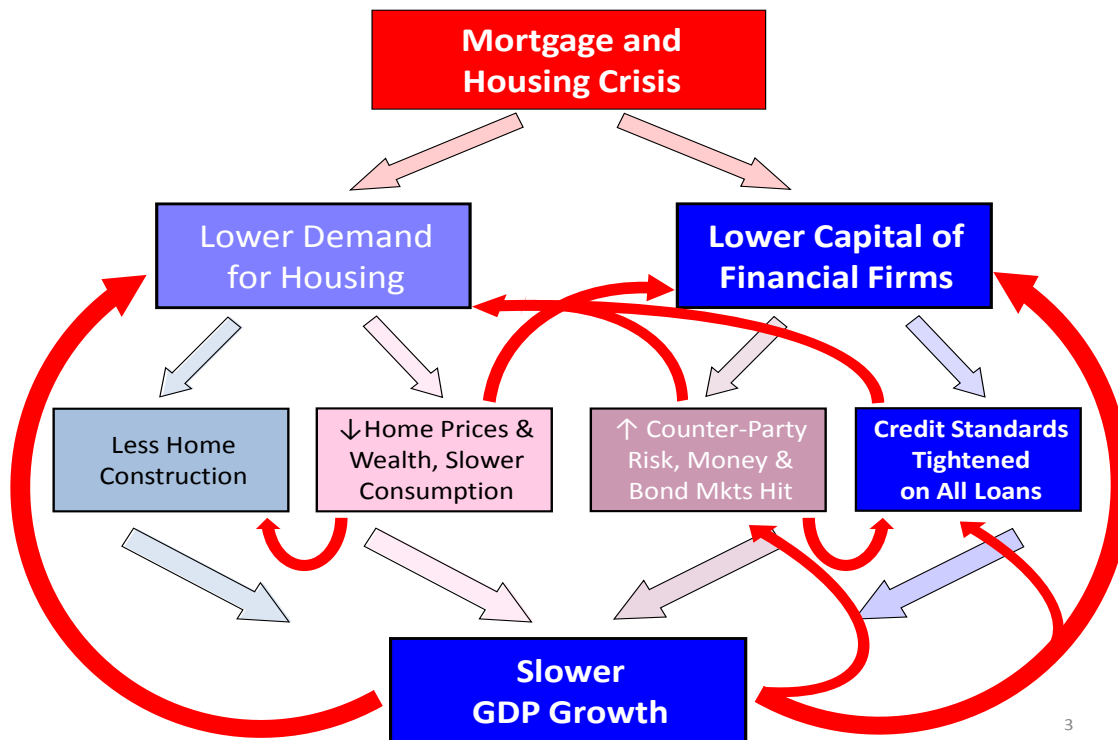 Mortgage and
Housing Crisis
Lower Demand
for Housing
Lower Capital of
Financial Firms
Less Home
Construction
↓Home Prices &
Wealth, Slower
Consumption
↑ Counter-Party
Risk, Money &
Bond Mkts Hit
Credit Standards
Tightened
on All Loans
Slower
GDP Growth
3